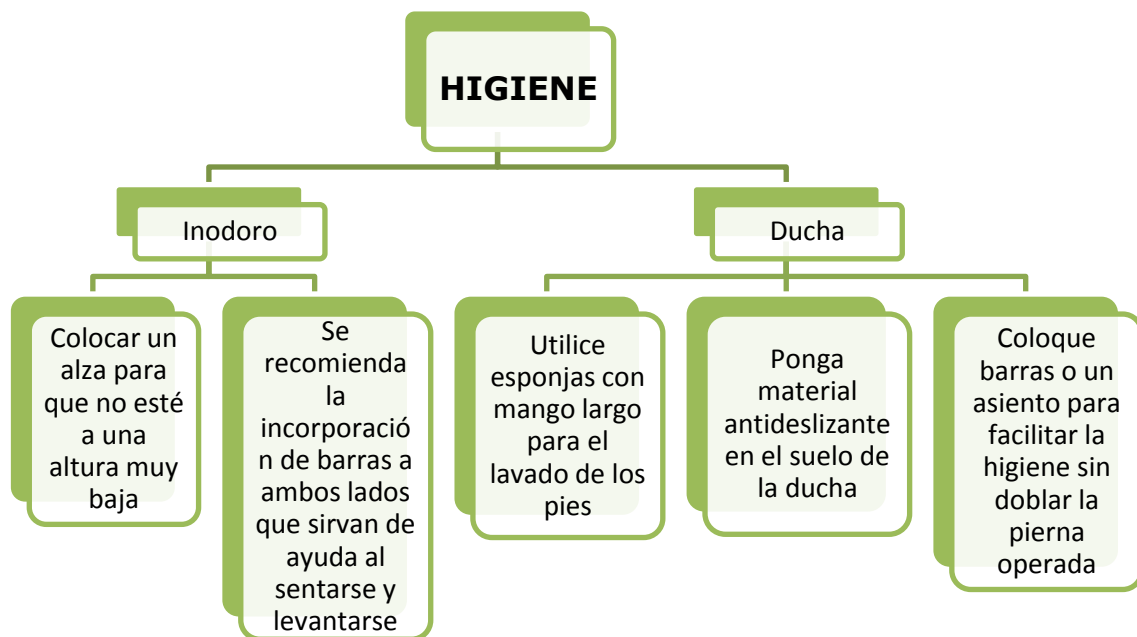 HIGIENE
Inodoro
Ducha
Colocar un
alza para
que no esté
a una
altura muy
baja
Se
recomienda
la
incorporació
n de barras a
ambos lados
que sirvan de
ayuda al
sentarse y
levantarse
Utilice
esponjas con
mango largo
para el
lavado de los
pies
Ponga
material
antideslizante
en el suelo de
la ducha
Coloque
barras o un
asiento para
facilitar la
higiene sin
doblar la
pierna
operada